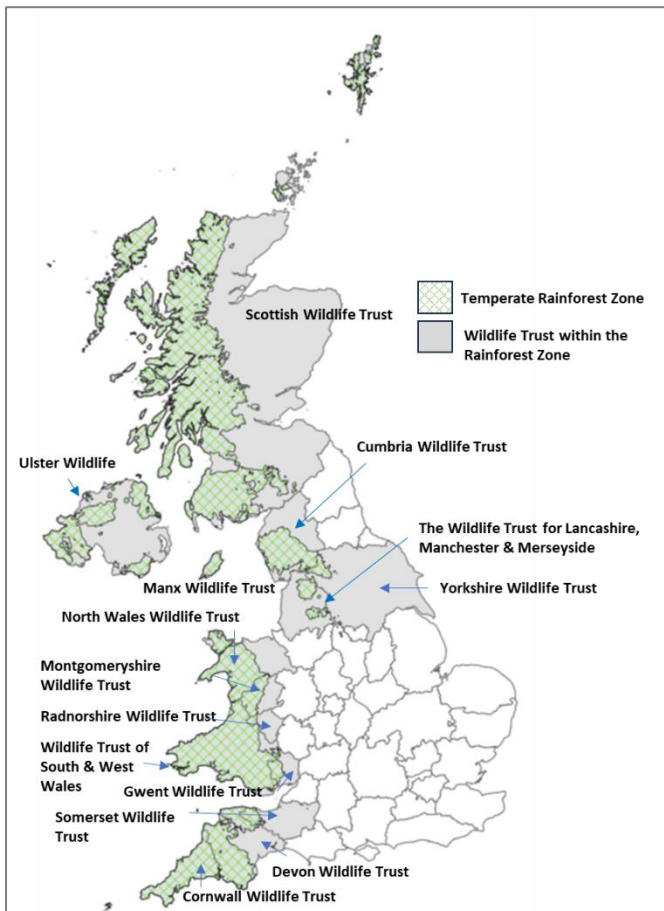 Temperate Rainforest Zone
Scottish Wildlife Trust
Wildlife Trust within the
Rainforest Zone
Cumbria Wildlife Trust
Ulster Wildlife
The Wildlife Trust for Lancashire,
Manchester & Merseyside
Manx Wildlife Trust
Yorkshire Wildlife Trust
North Wales Wildlife Trust
Montgomeryshire
Wildlife Trust
Radnorshire Wildlife Trust
Wildlife Trust of
South & West
Wales
Gwent Wildlife Trust
Somerset Wildlife
Trust
Devon Wildlife Trust
Cornwall Wildlife Trust